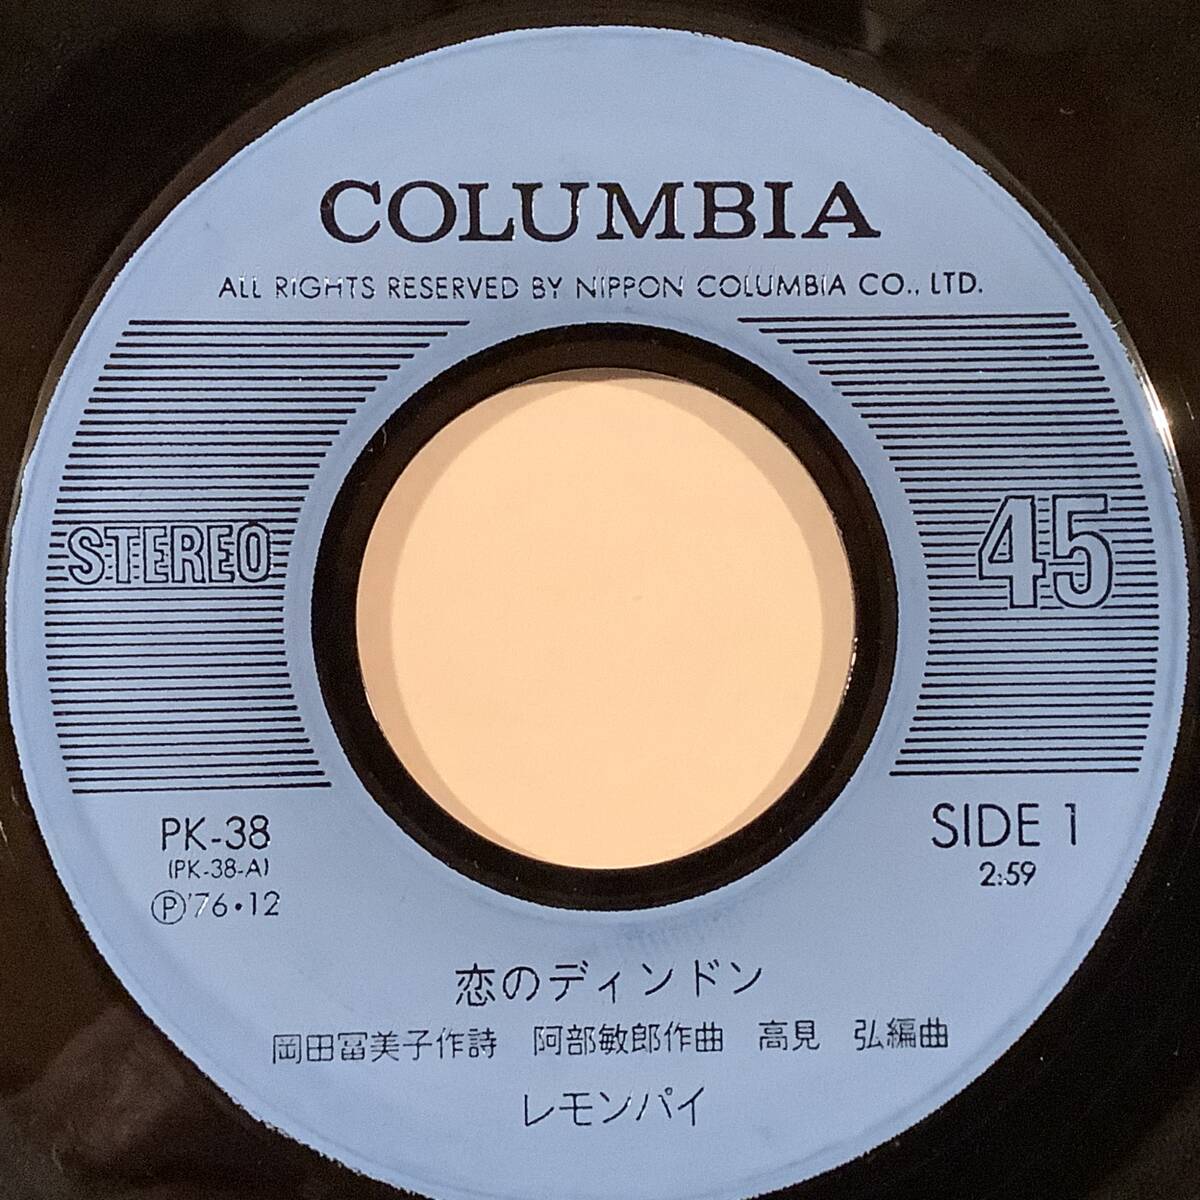 COLUMBIA
ALL RIGHTS RESERVED BY NIPPON COLUMBIA CO., LTD.
STEREO
45
PK-38
(PK-38-A)
Ⓟ'76・12
SIDE 1
2:59
恋のディンドン
岡田冨美子作詩 阿部敏郎作曲 高見 弘編曲
レモンパイ